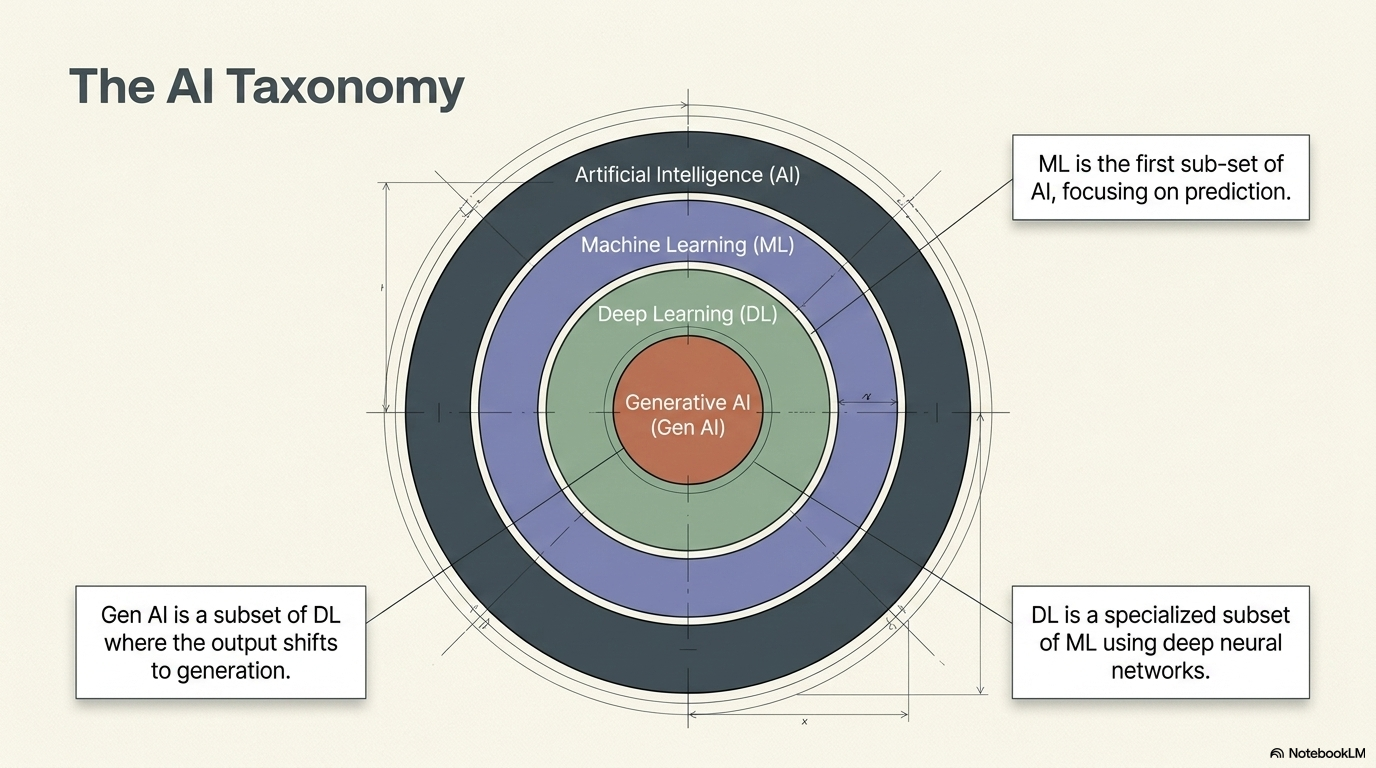 The AI Taxonomy
Artificial Intelligence (AI)
ML is the first sub-set of
AI, focusing on prediction.
Machine Learning (ML)
Deep Learning (DL)
Generative AI
(Gen AI)
Gen AI is a subset of DL
where the output shifts
to generation.
DL is a specialized subset
of ML using deep neural
networks.
x
NotebookLM